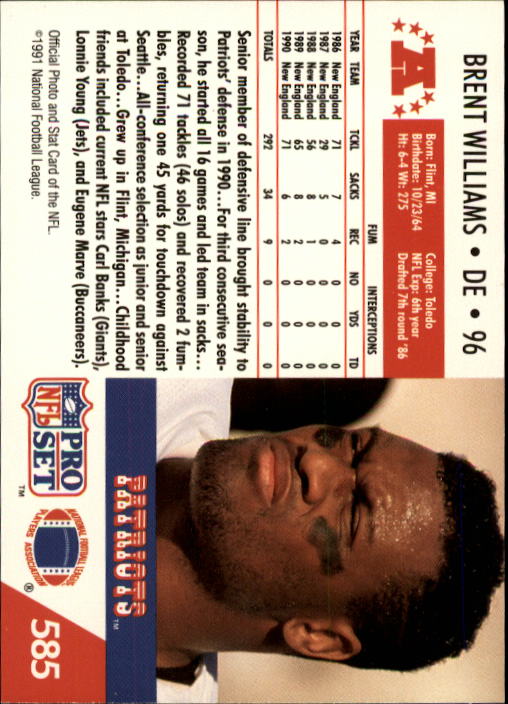 BRENT WILLIAMS • DE • 96
A
Born: Flint, MI
Birthdate: 10/23/64
Ht: 6-4 Wt: 275
College: Toledo
NFL Exp: 6th year
Drafted 7th round '86
FUM INTERCEPTIONS
YEAR TEAM TCKL SACKS REC NO YDS TD
1986 New England 71 7 4 0 0 0
1987 New England 29 5 0 0 0 0
1988 New England 56 8 1 0 0 0
1989 New England 65 8 2 0 0 0
1990 New England 71 6 2 0 0 0
TOTALS 292 34 9 0 0 0
Senior member of defensive line brought stability to
Patriots' defense in 1990...For third consecutive sea-
son, he started all 16 games and led team in sacks...
Recorded 71 tackles (46 solos) and recovered 2 fum-
bles, returning one 45 yards for touchdown against
Seattle...All-conference selection as junior and senior
at Toledo...Grew up in Flint, Michigan...Childhood
friends included current NFL stars Carl Banks (Giants),
Lonnie Young (Jets), and Eugene Marve (Buccaneers).
Official Photo and Stat Card of the NFL.
©1991 National Football League.
PATRIOTS™
PRO
NFL
SET™
NATIONAL FOOTBALL LEAGUE
PLAYERS ASSOCIATION®
585